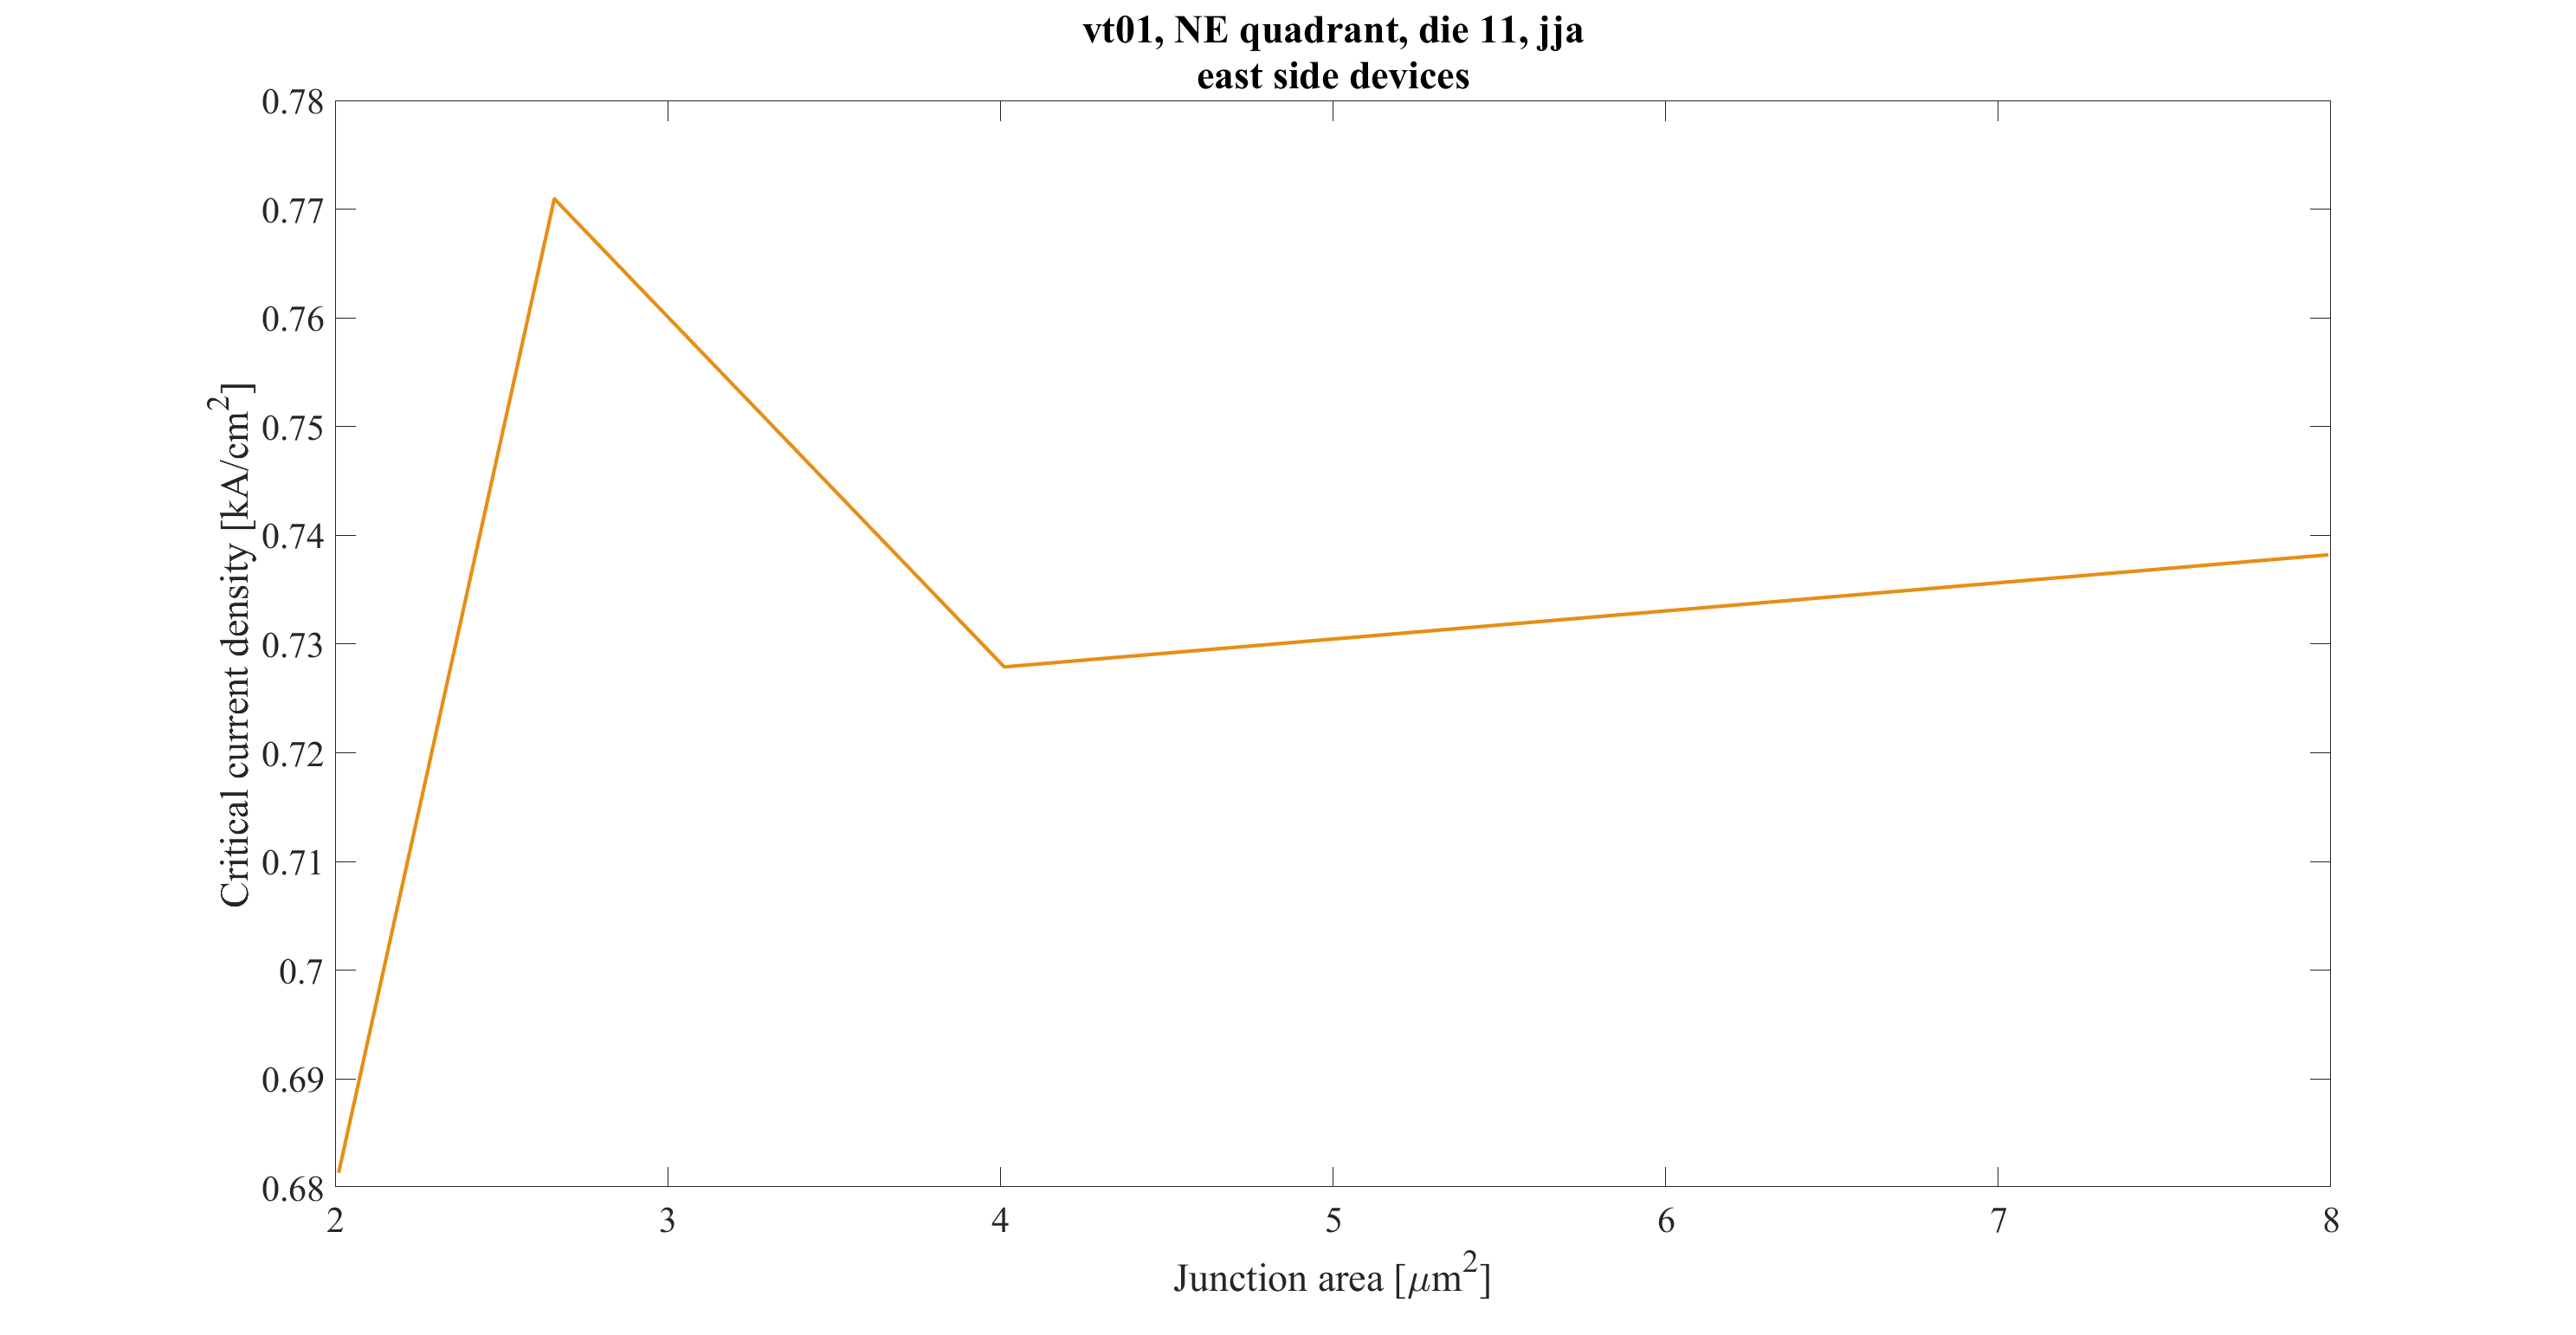 vt01, NE quadrant, die 11, jja
east side devices
0.78
0.77
0.76
0.75
0.74
0.73
0.72
0.71
0.7
0.69
0.68
Critical current density [kA/cm²]
2 3 4 5 6 7 8
Junction area [μm²]